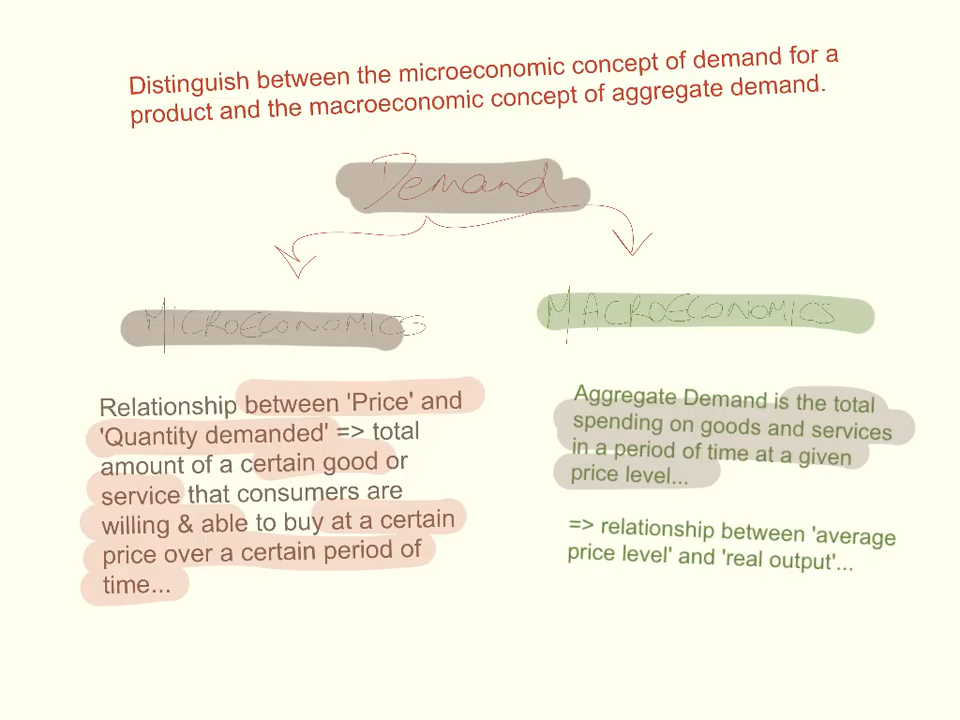 Distinguish between the microeconomic concept of demand for a
product and the macroeconomic concept of aggregate demand.
Demand
MICROECONOMICS
MACROECONOMICS
Relationship between 'Price' and
'Quantity demanded' => total
amount of a certain good or
service that consumers are
willing & able to buy at a certain
price over a certain period of
time...
Aggregate Demand is the total
spending on goods and services
in a period of time at a given
price level...
=> relationship between 'average
price level' and 'real output'...